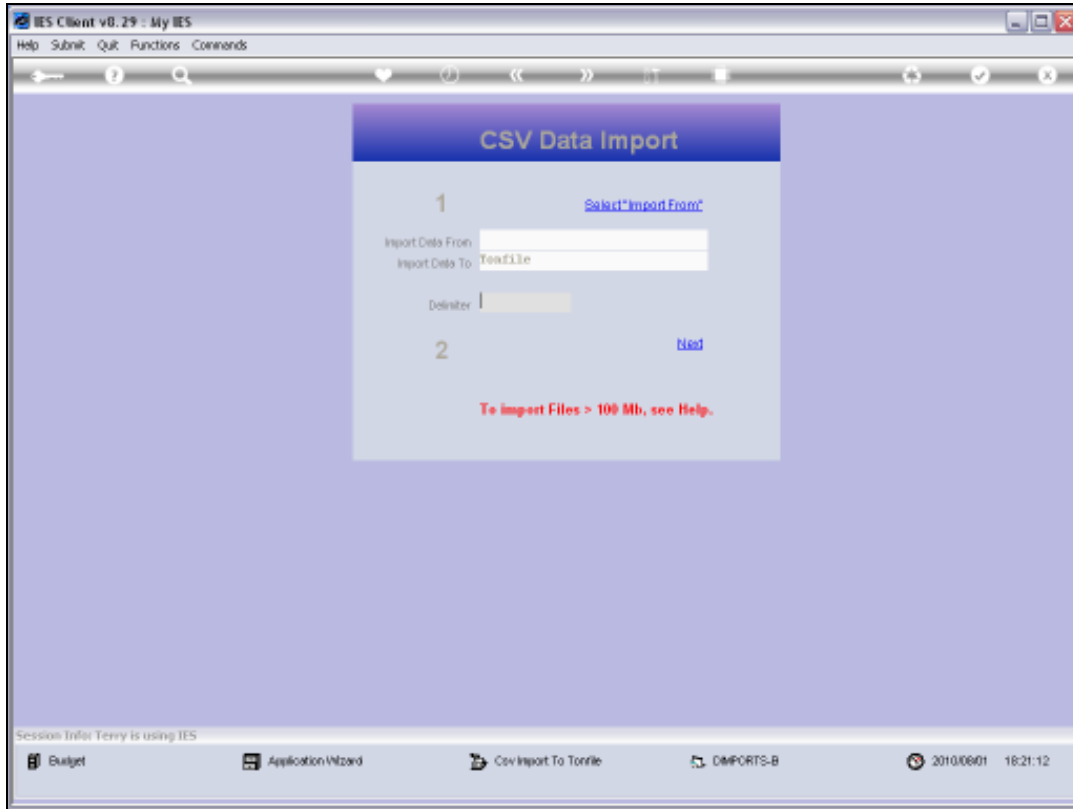 IES Client v8.29 : My IES
Help Submit Quit Functions Commands
CSV Data Import
1
Select "Import From"
Import Data From
Import Data To Tonfile
Delimiter
2
Next
To import Files > 100 Mb, see Help.
Session Info: Terry is using IES
Budget Application Wizard Csv Import To Tonfile DIMPORTS-B 2010/08/01 18:21:12